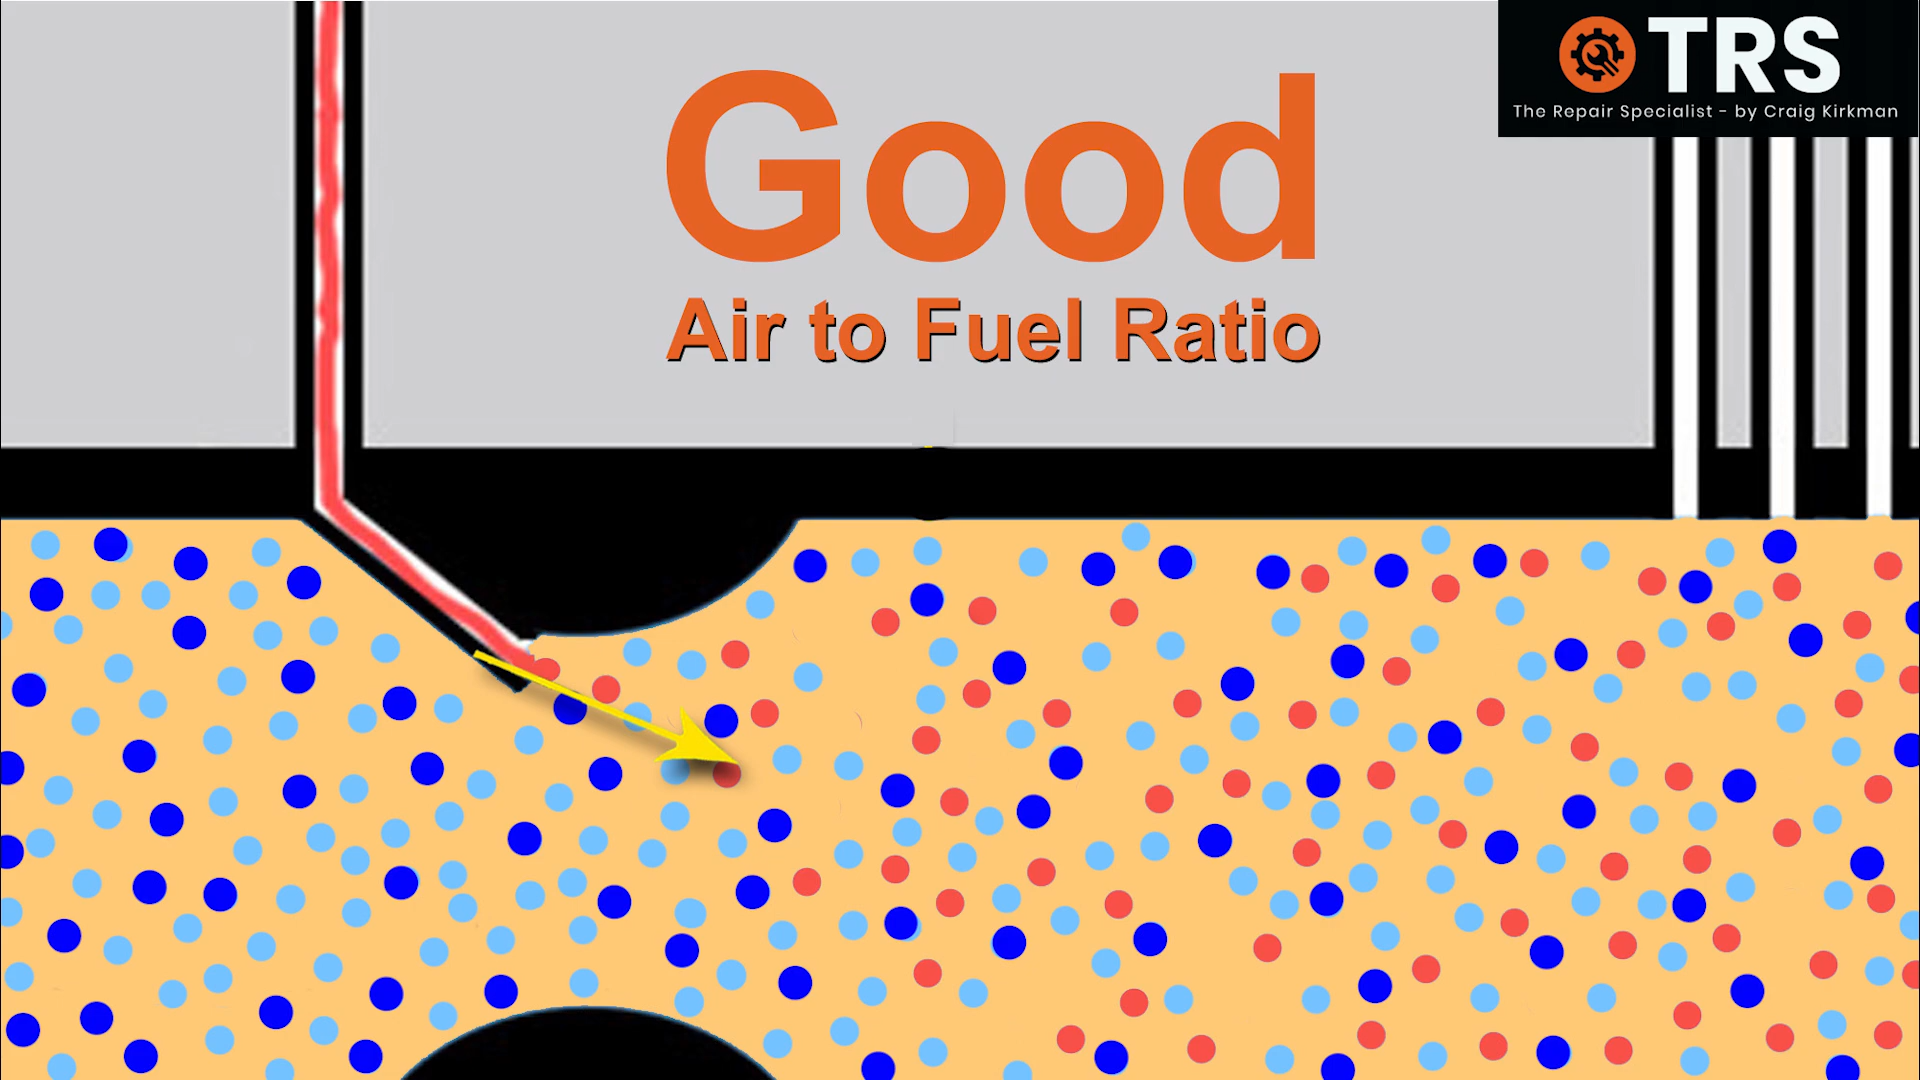 Good
Air to Fuel Ratio
TRS
The Repair Specialist - by Craig Kirkman